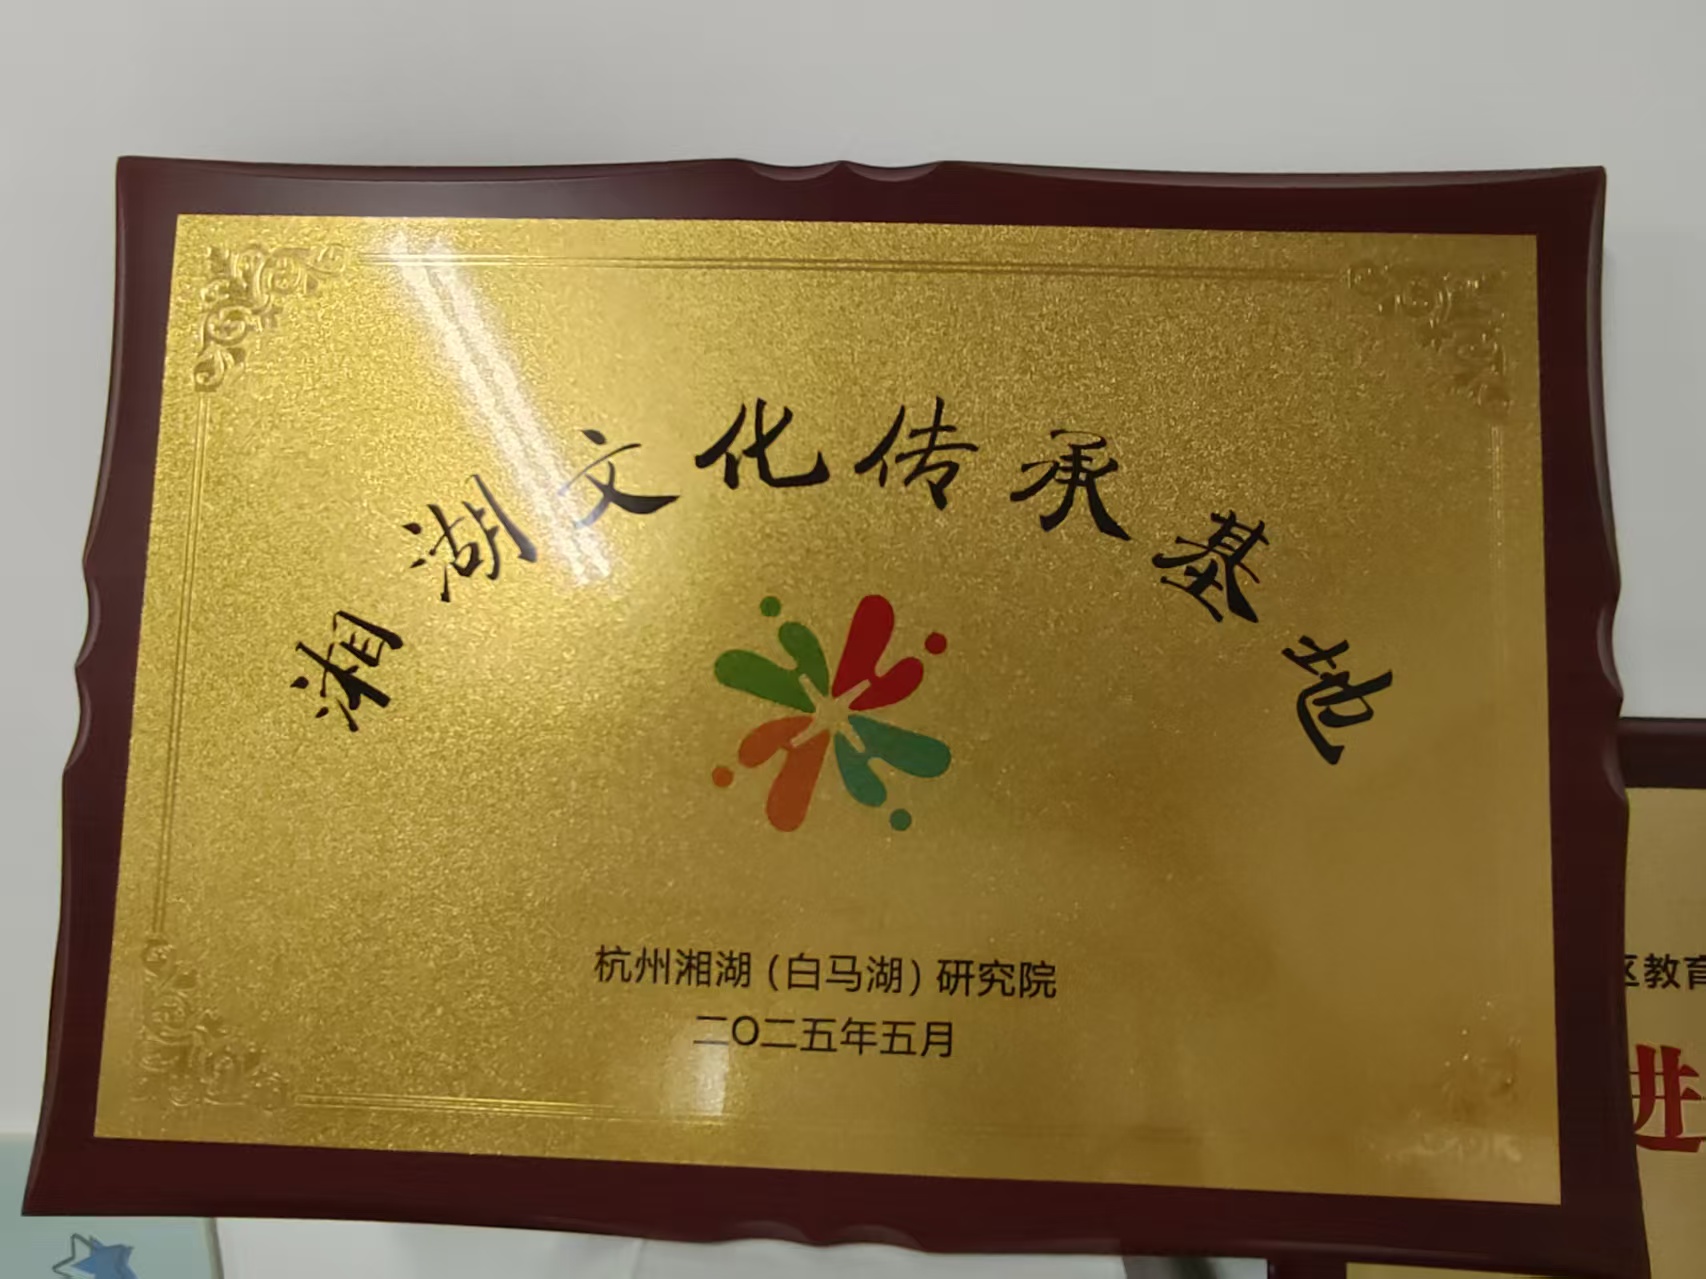 湘湖文化传承基地
杭州湘湖（白马湖）研究院
二〇二五年五月
区教育
进